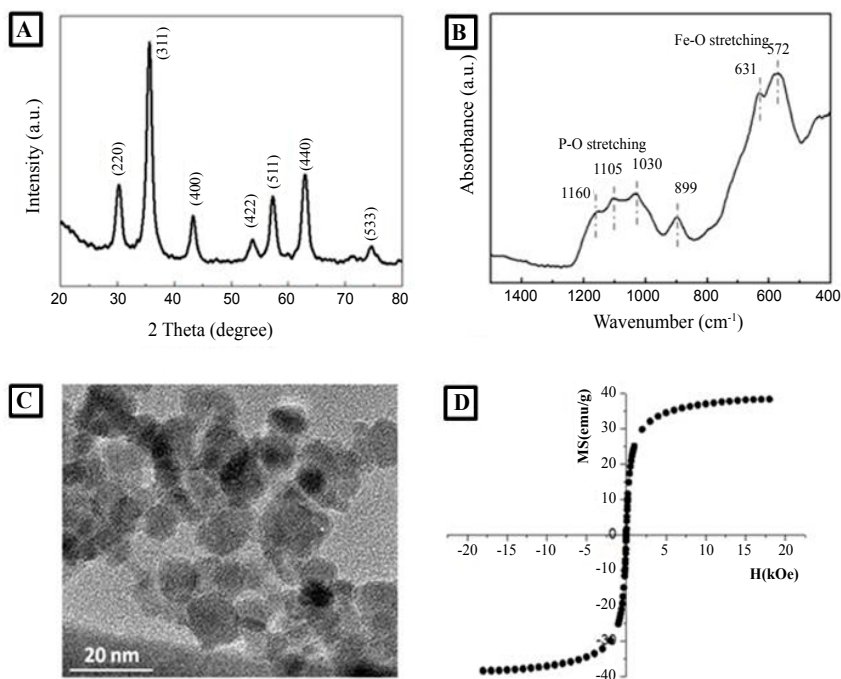 A
Intensity (a.u.)
(220)
(311)
(400)
(422)
(511)
(440)
(533)
20 30 40 50 60 70 80
2 Theta (degree)
B
Absorbance (a.u.)
Fe-O stretching
572
631
P-O stretching
1030
1105
1160
899
1400 1200 1000 800 600 400
Wavenumber (cm-1)
C
20 nm
D
MS(emu/g)
40
30
20
10
0
-20 -15 -10 -5 5 10 15 20
-10
H(kOe)
-20
-30
-40